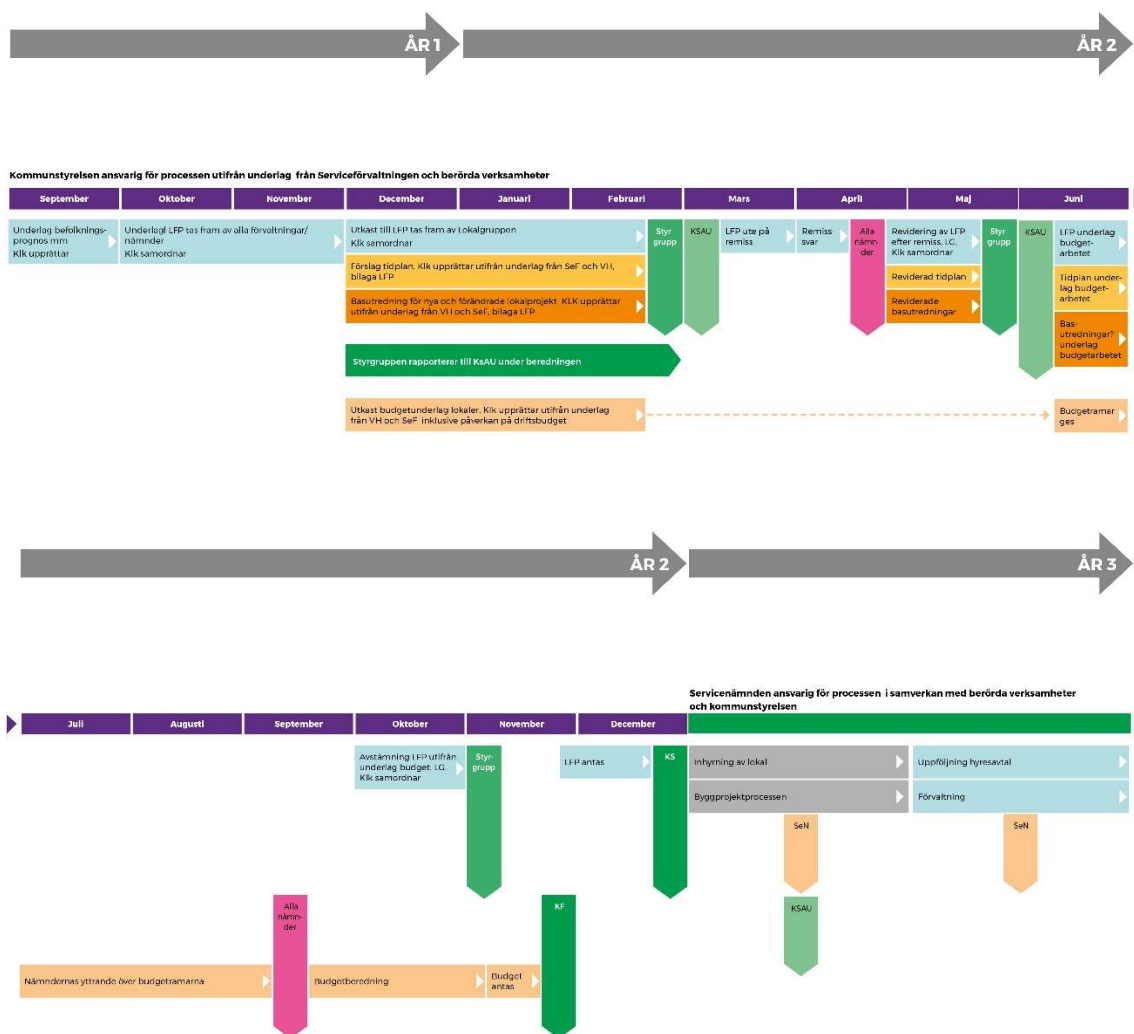 ÅR 1
ÅR 2
Kommunstyrelsen ansvarig för processen utifrån underlag från Serviceförvaltningen och berörda verksamheter
September
Oktober
November
December
Januari
Februari
Mars
April
Maj
Juni
Underlag befolknings-
prognos mm
Klk upprättar
Underlagl LFP tas fram av alla förvaltningar/
nämnder
Klk samordnar
Utkast till LFP tas fram av Lokalgruppen
Klk samordnar
Förslag tidplan, Klk upprättar utifrån underlag från SeF och VH,
bilaga LFP
Basutredning för nya och förändrade lokalprojekt KLK upprättar
utifrån underlag från VH och SeF, bilaga LFP
Styrgruppen rapporterar till KsAU under beredningen
Utkast budgetunderlag lokaler. Klk upprättar utifrån underlag
från VH och SeF inklusive påverkan på driftsbudget
Styr
grupp
KSAU
LFP ute på
remiss
Remiss
svar
Alla
nämn-
der
Revidering av LFP
efter remiss. LG.
Klk samordnar
Reviderad tidplan
Reviderade
basutredningar
Styr
grupp
KSAU
LFP underlag
budget-
arbetet
Tidplan under-
lag budget-
arbetet
Bas-
utredningar?
underlag
budgetarbetet
Budgetramar
ges
ÅR 2
ÅR 3
Servicenämnden ansvarig för processen i samverkan med berörda verksamheter
och kommunstyrelsen
Juli
Augusti
September
Oktober
November
December
Avstämning LFP utifrån
underlag budget. LG.
Klk samordnar
Styr-
grupp
LFP antas
KS
Inhyrning av lokal
Uppföljning hyresavtal
Byggprojektprocessen
Förvaltning
SeN
SeN
KSAU
Alla
nämn-
der
KF
Nämndernas yttrande över budgetramarna
Budgetberedning
Budget
antas